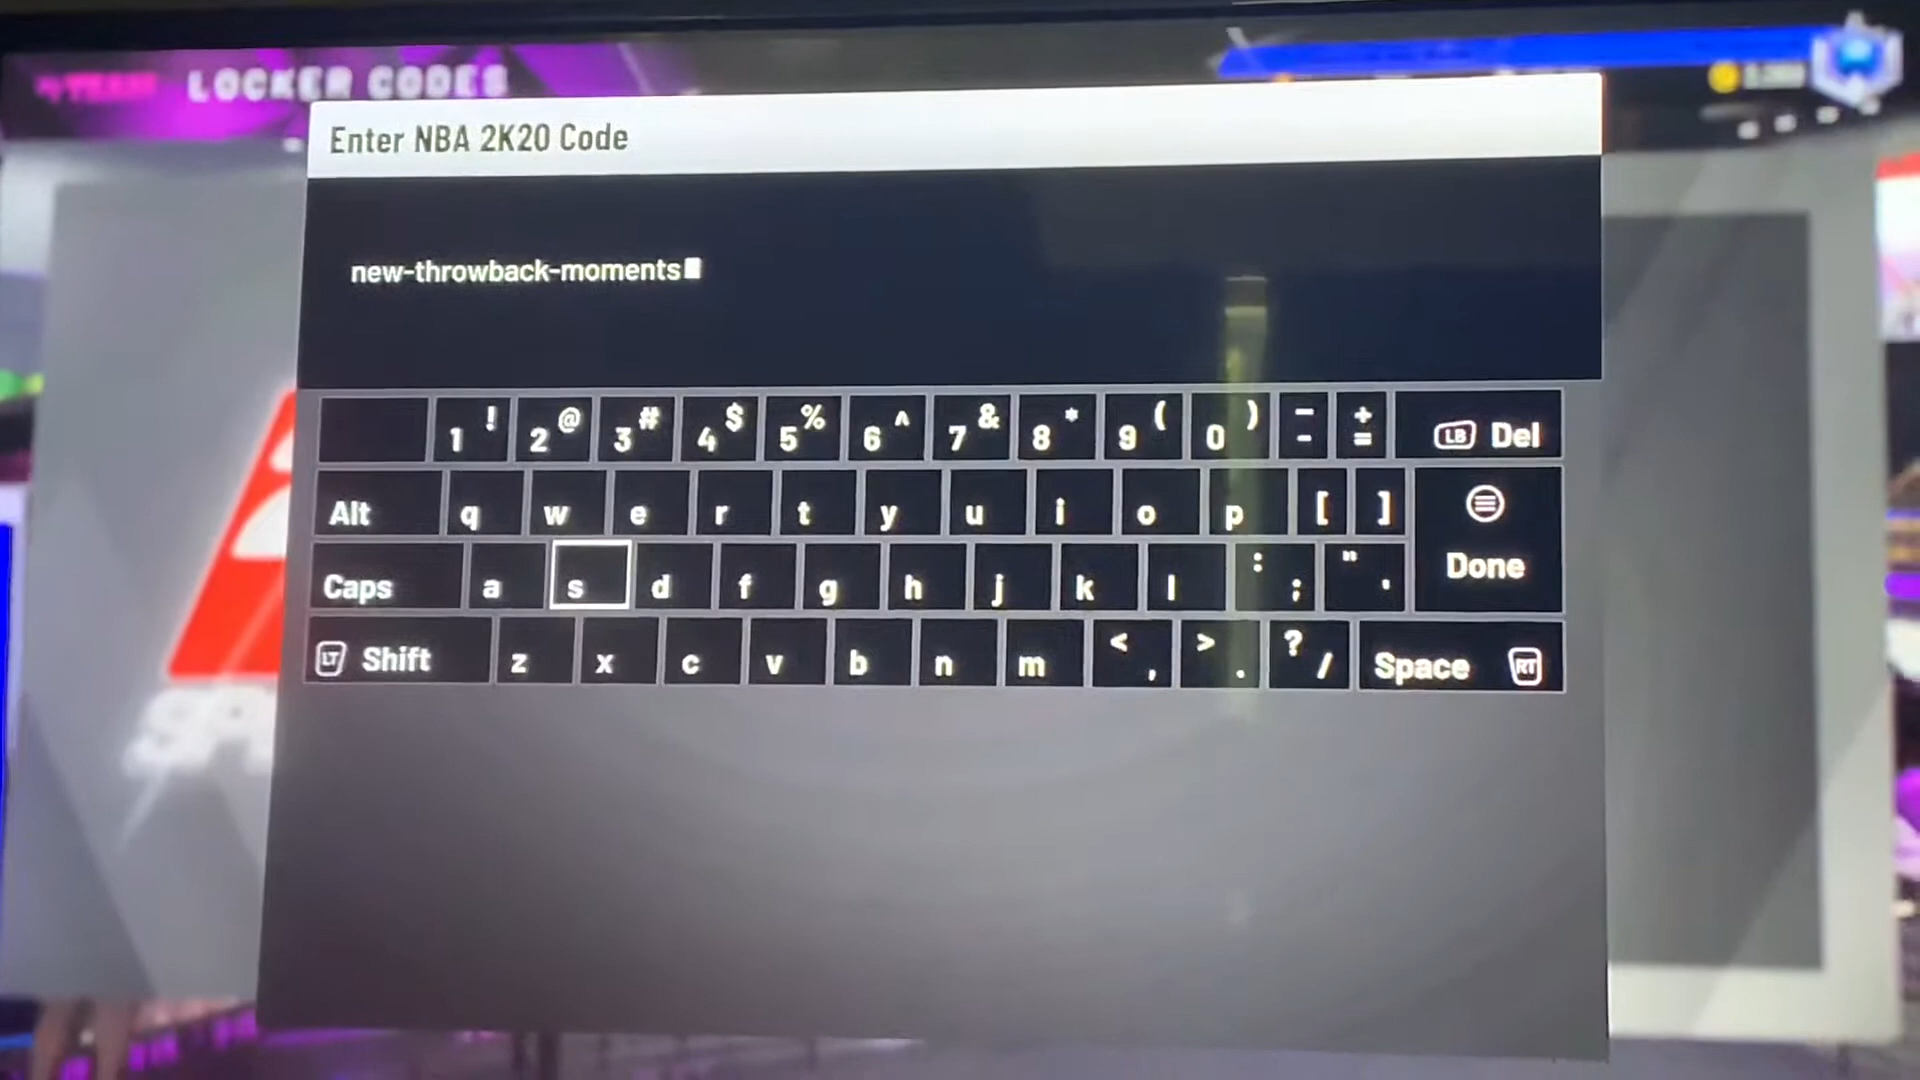 TEAM LOCKER CODES
Enter NBA 2K20 Code
new-throwback-moments
1 ! 2 @ 3 # 4 $ 5 % 6 ^ 7 & 8 * 9 ( 0 ) - _ = + LB Del
Alt q w e r t y u i o p [ ] Done
Caps a s d f g h j k l ; : ' "
LT Shift z x c v b n m , < . > / ? Space RT